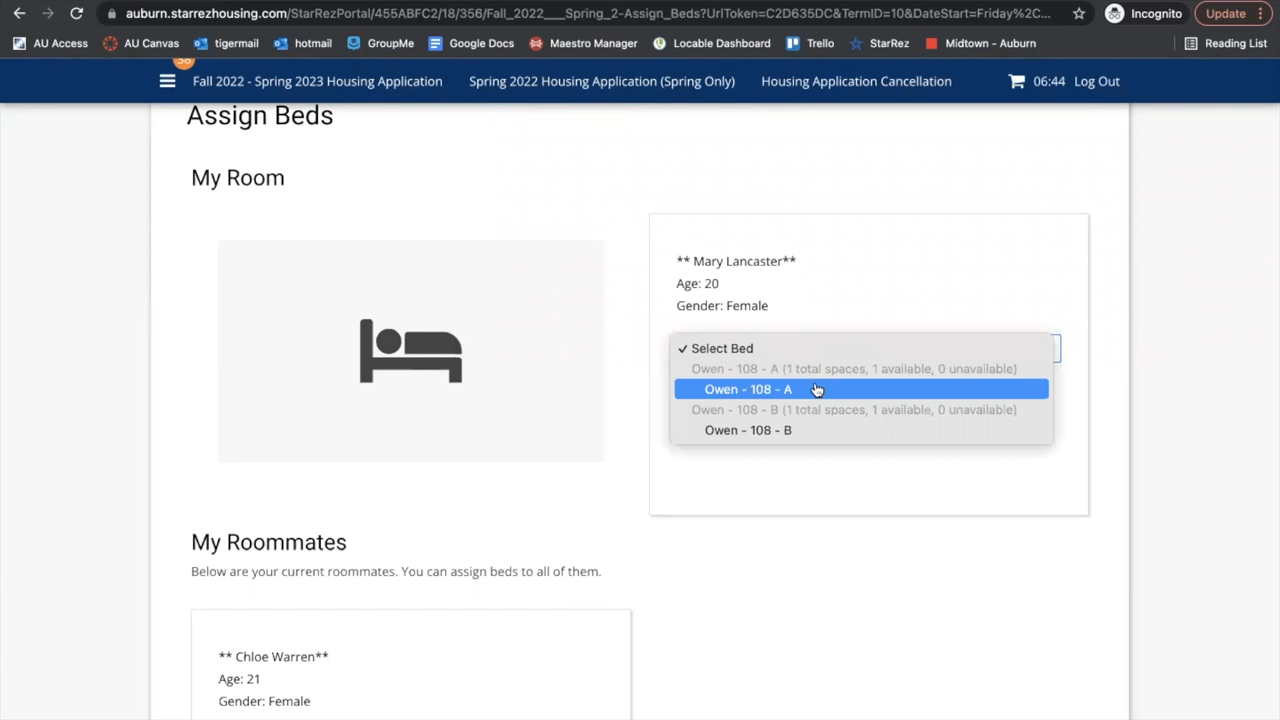 auburn.starrezhousing.org/StarRezPortal/455ABFC2/18/356/Fall_2022___Spring_2-Assign_Beds?UrlToken=C2D635DC&TermID=10&DateStart=Friday%2C...
Incognito
Update
AU Access
AU Canvas
tigermail
hotmail
GroupMe
Google Docs
Maestro Manager
Locable Dashboard
Trello
StarRez
Midtown - Auburn
Reading List
Fall 2022 - Spring 2023 Housing Application
Spring 2022 Housing Application (Spring Only)
Housing Application Cancellation
06:44
Log Out
Assign Beds
My Room
** Mary Lancaster**
Age: 20
Gender: Female
✓ Select Bed
Owen - 108 - A (1 total spaces, 1 available, 0 unavailable)
Owen - 108 - A
Owen - 108 - B (1 total spaces, 1 available, 0 unavailable)
Owen - 108 - B
My Roommates
Below are your current roommates. You can assign beds to all of them.
** Chloe Warren**
Age: 21
Gender: Female